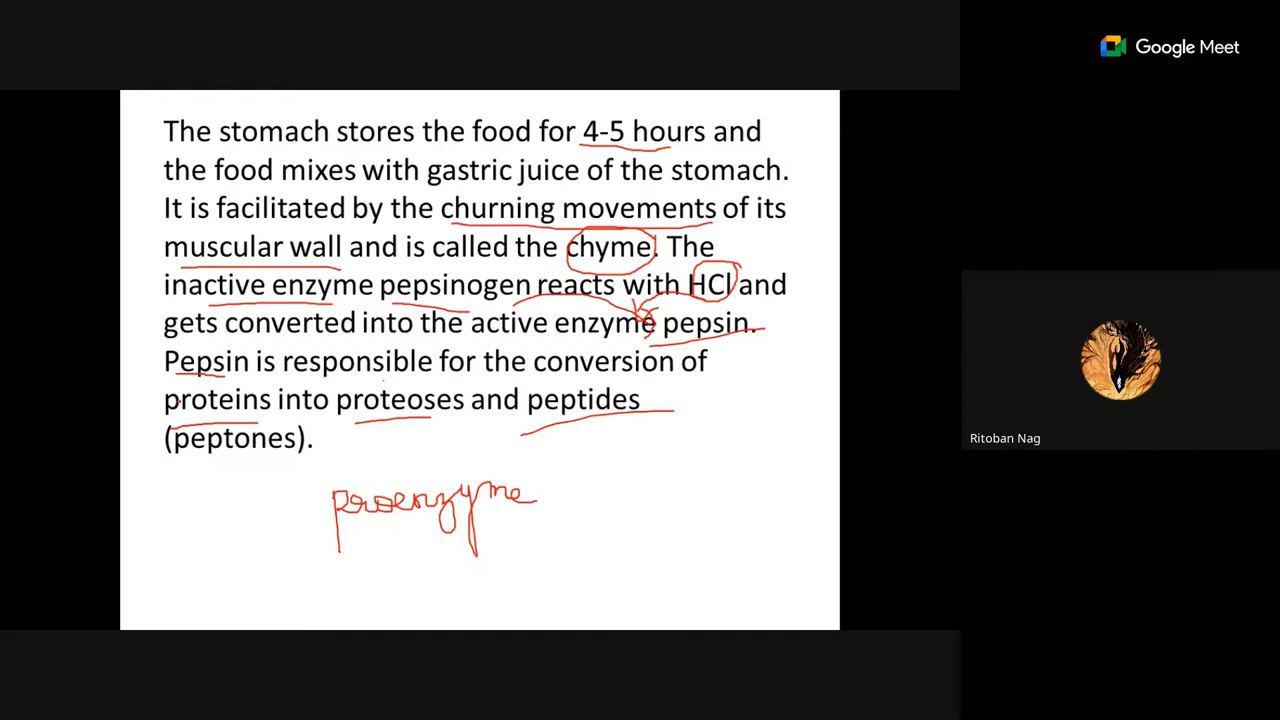 Google Meet
The stomach stores the food for 4-5 hours and
the food mixes with gastric juice of the stomach.
It is facilitated by the churning movements of its
muscular wall and is called the chyme. The
inactive enzyme pepsinogen reacts with HCl and
gets converted into the active enzyme pepsin.
Pepsin is responsible for the conversion of
proteins into proteoses and peptides
(peptones).
proenzyme
Ritoban Nag